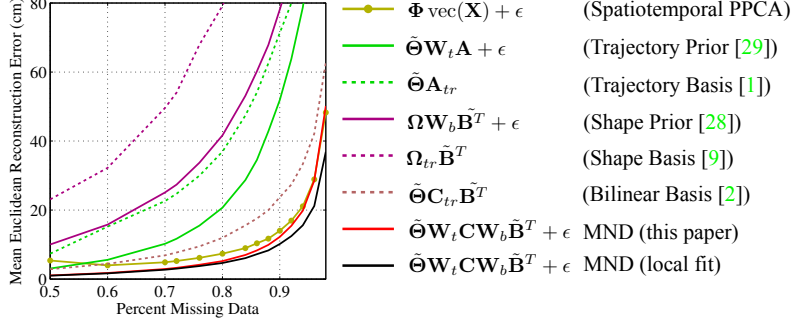 Mean Euclidean Reconstruction Error (cm)
80
60
40
20
0
0.5 0.6 0.7 0.8 0.9
Percent Missing Data
Φ vec(X) + ϵ (Spatiotemporal PPCA)
Θ̃W_tA + ϵ (Trajectory Prior [29])
Θ̃A_tr (Trajectory Basis [1])
ΩW_bB̃^T + ϵ (Shape Prior [28])
Ω_trB̃^T (Shape Basis [9])
Θ̃C_trB̃^T (Bilinear Basis [2])
Θ̃W_tCW_bB̃^T + ϵ MND (this paper)
Θ̃W_tCW_bB̃^T + ϵ MND (local fit)